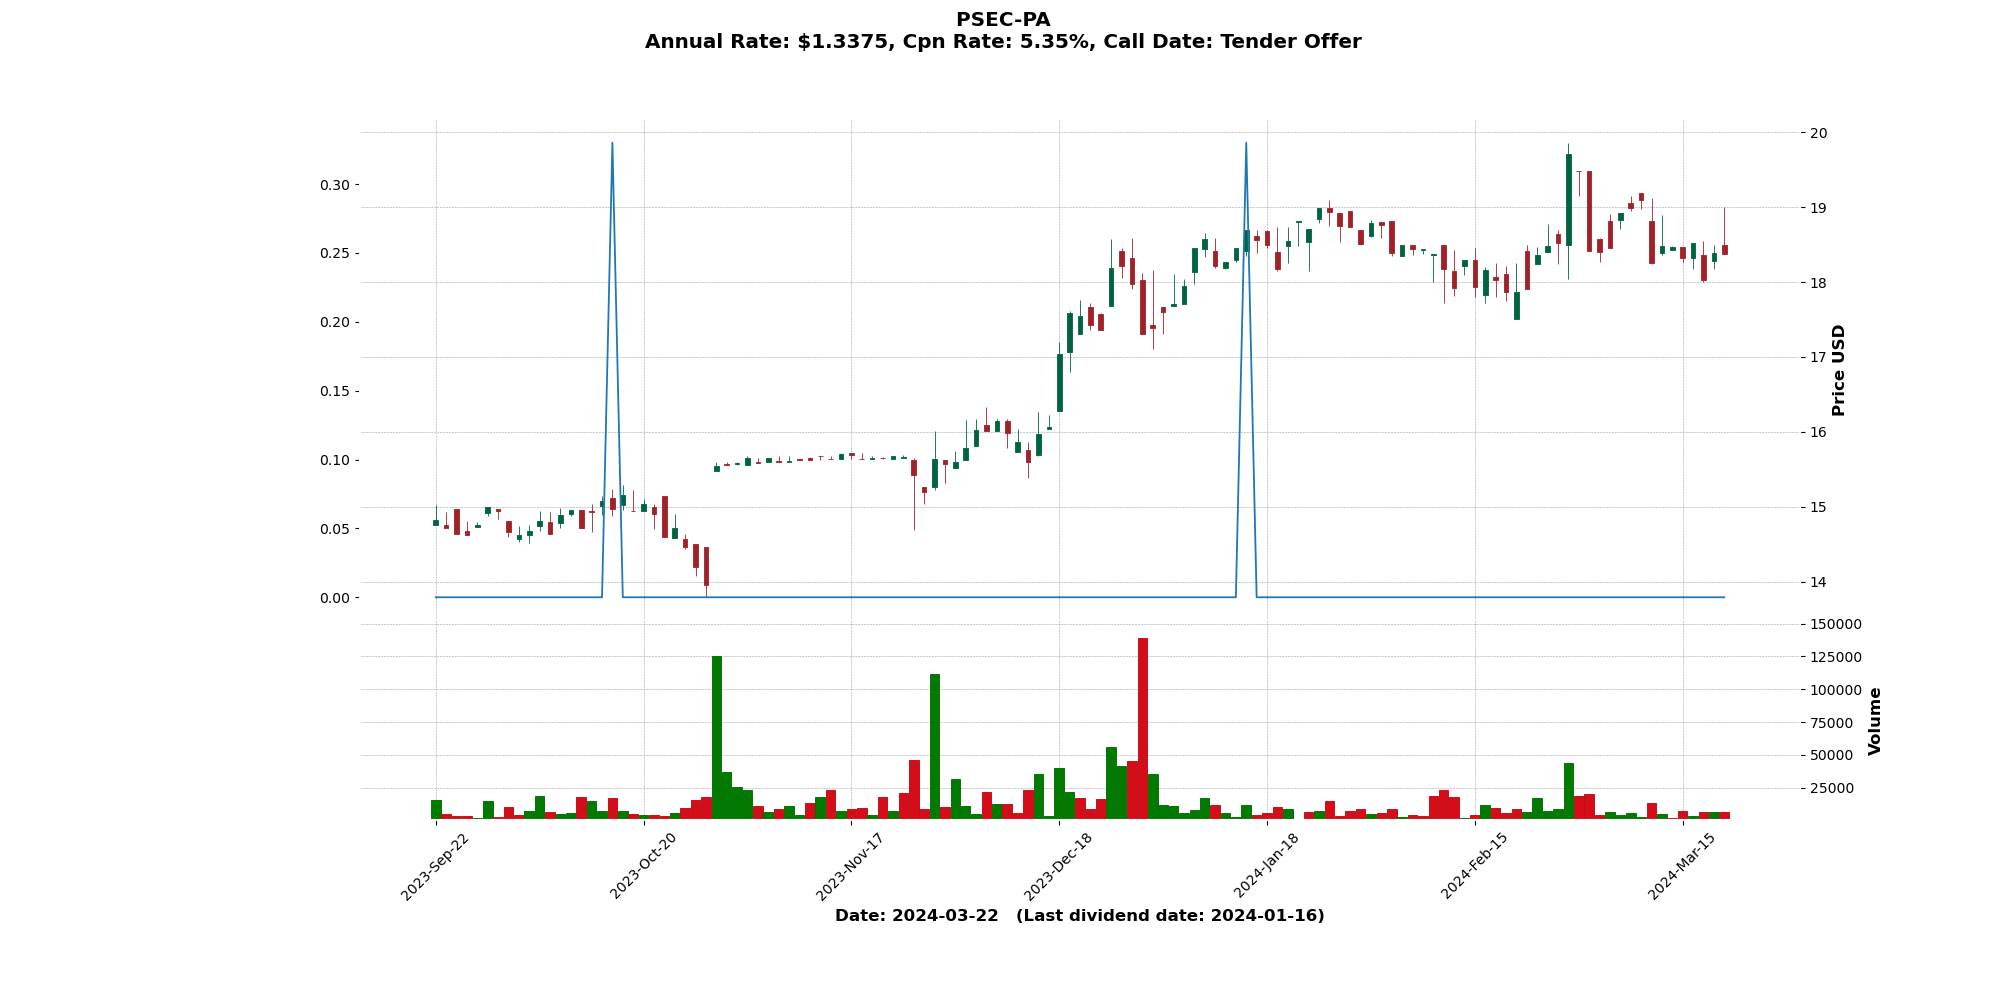 PSEC-PA
Annual Rate: $1.3375, Cpn Rate: 5.35%, Call Date: Tender Offer
0.30
0.25
0.20
0.15
0.10
0.05
0.00
20
19
18
17
16
15
14
Price USD
150000
125000
100000
75000
50000
25000
Volume
2023-Sep-22
2023-Oct-20
2023-Nov-17
2023-Dec-18
2024-Jan-18
2024-Feb-15
2024-Mar-15
Date: 2024-03-22   (Last dividend date: 2024-01-16)